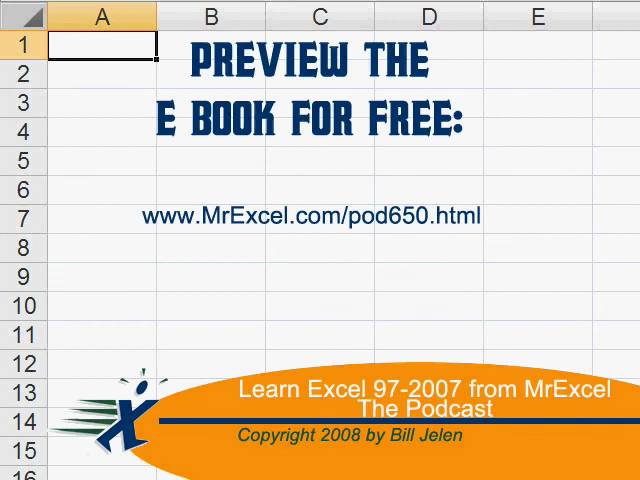 A B C D E
1
PREVIEW THE
2
3
E BOOK FOR FREE:
4
5
6
7
www.MrExcel.com/pod650.html
8
9
10
11
12
13
Learn Excel 97-2007 from MrExcel
The Podcast
14
Copyright 2008 by Bill Jelen
15
16